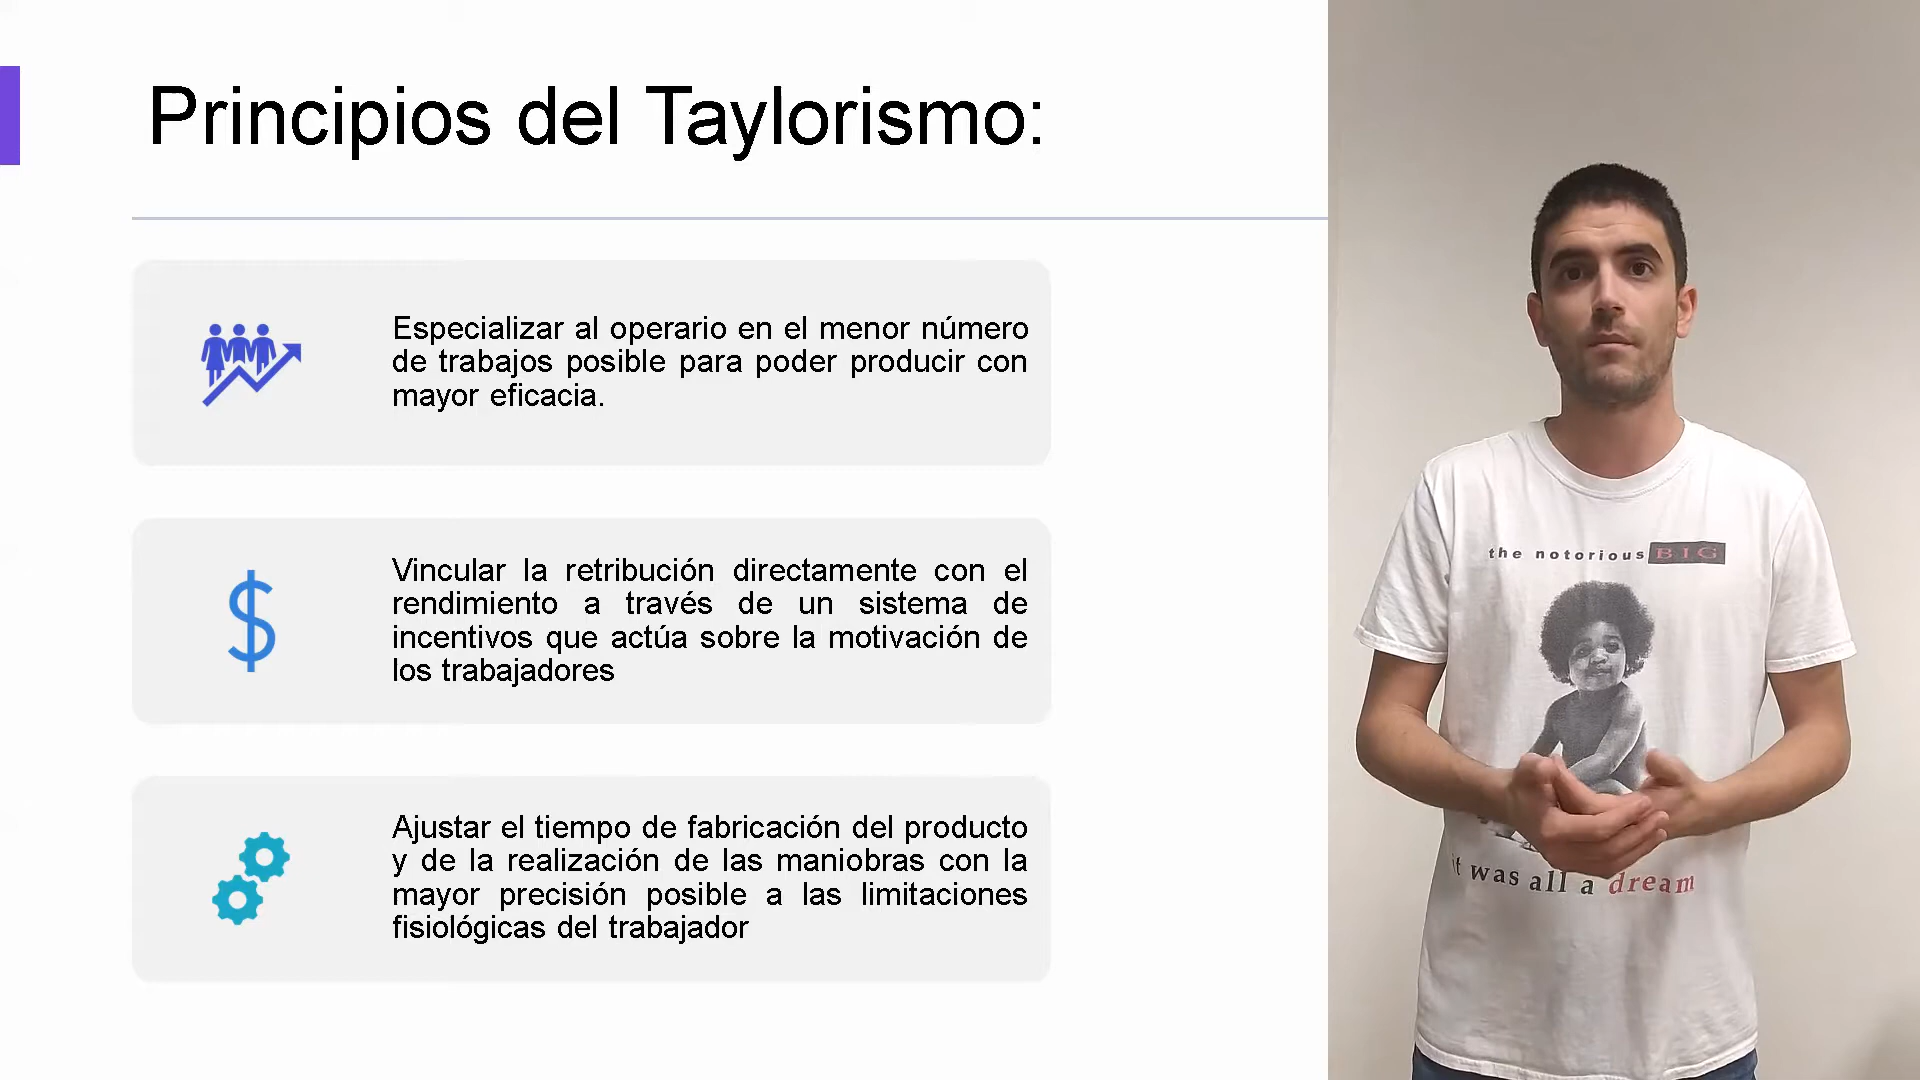 Principios del Taylorismo:
Especializar al operario en el menor número
de trabajos posible para poder producir con
mayor eficacia.
Vincular la retribución directamente con el
rendimiento a través de un sistema de
incentivos que actúa sobre la motivación de
los trabajadores
Ajustar el tiempo de fabricación del producto
y de la realización de las maniobras con la
mayor precisión posible a las limitaciones
fisiológicas del trabajador
the notorious BIG
it was all a dream